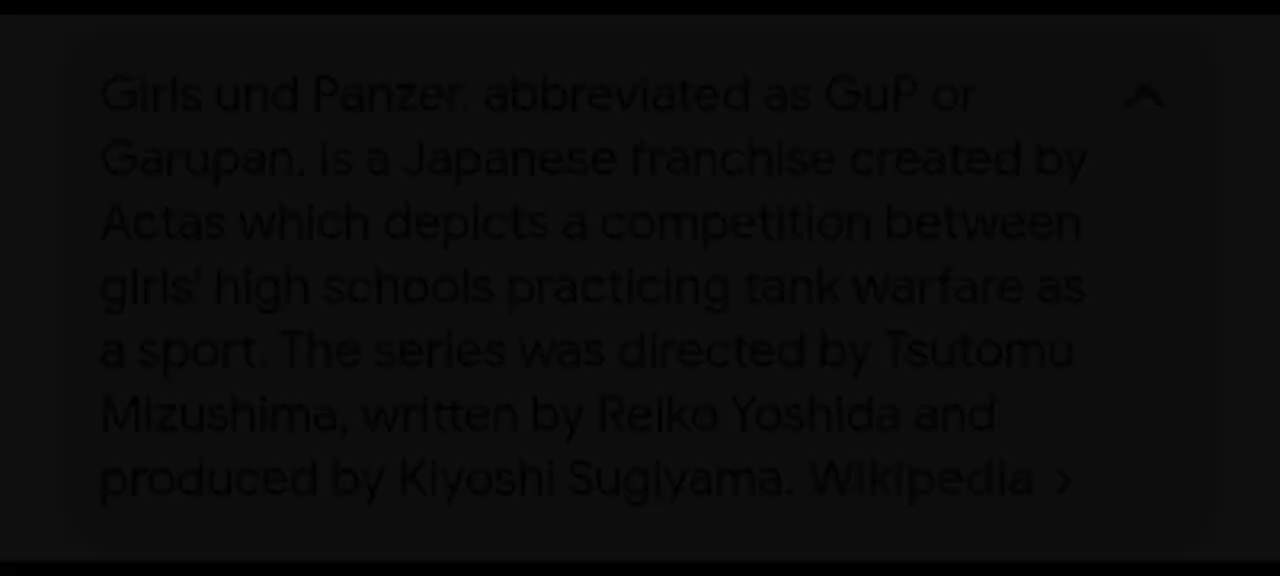 Girls und Panzer, abbreviated as GuP or
Garupan, is a Japanese franchise created by
Actas which depicts a competition between
girls' high schools practicing tank warfare as
a sport. The series was directed by Tsutomu
Mizushima, written by Reiko Yoshida and
produced by Kiyoshi Sugiyama. Wikipedia >